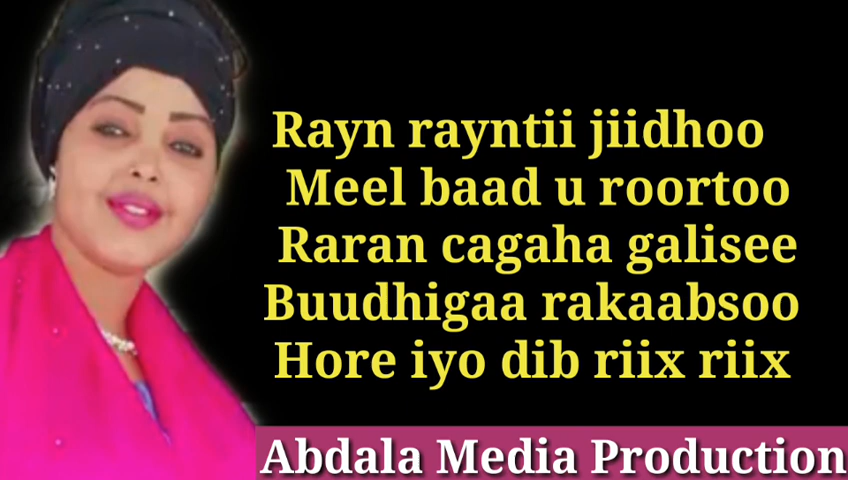 Rayn rayntii jiidhoo
Meel baad u roortoo
Raran cagaha galisee
Buudhigaa rakaabsoo
Hore iyo dib riix riix
Abdala Media Production